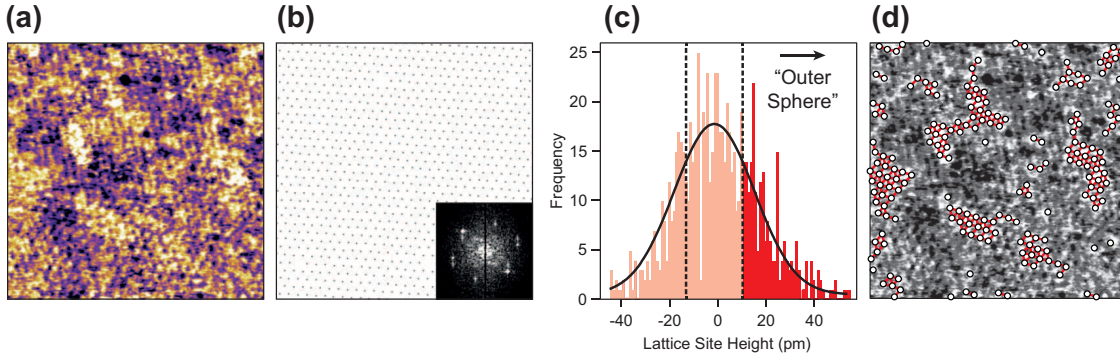 (a)
(b)
(c)
(d)
25
20
15
10
5
0
Frequency
-40
-20
0
20
40
Lattice Site Height (pm)
“Outer
Sphere”